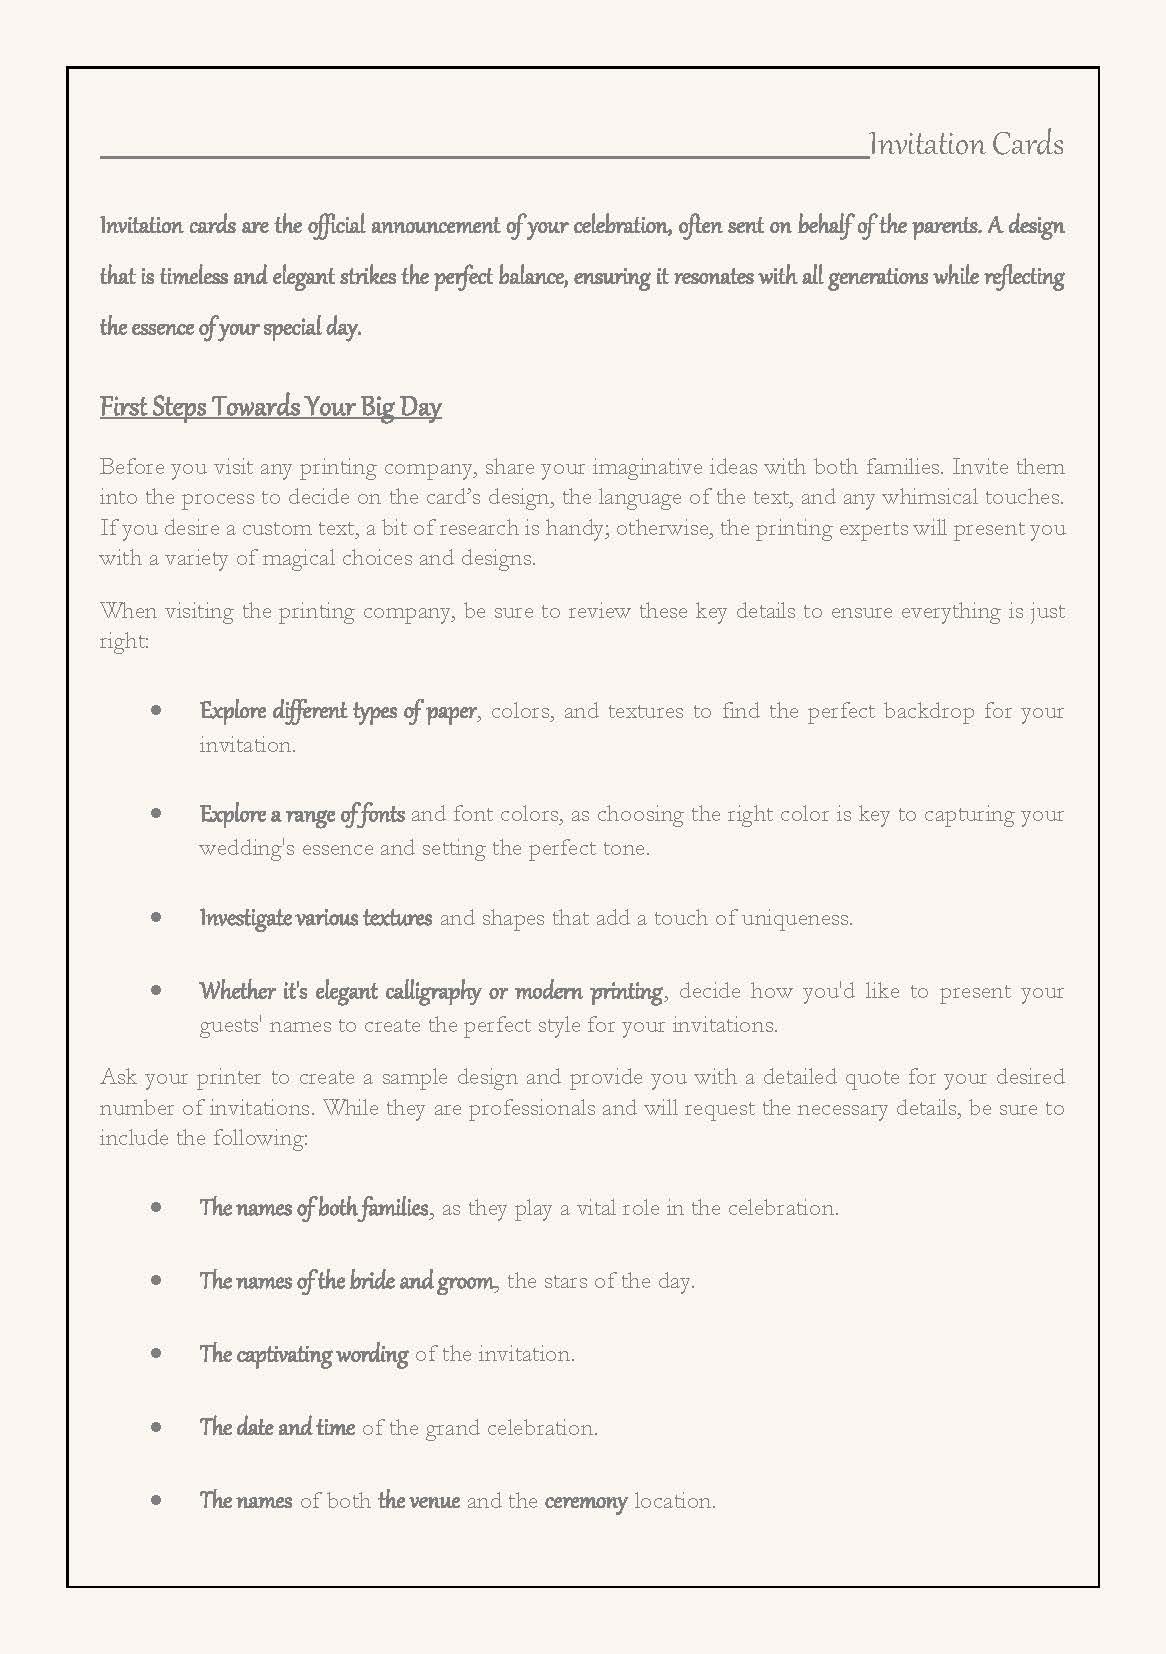 Invitation Cards
Invitation cards are the official announcement of your celebration, often sent on behalf of the parents. A design
that is timeless and elegant strikes the perfect balance, ensuring it resonates with all generations while reflecting
the essence of your special day.
First Steps Towards Your Big Day
Before you visit any printing company, share your imaginative ideas with both families. Invite them
into the process to decide on the card’s design, the language of the text, and any whimsical touches.
If you desire a custom text, a bit of research is handy; otherwise, the printing experts will present you
with a variety of magical choices and designs.
When visiting the printing company, be sure to review these key details to ensure everything is just
right:
• Explore different types of paper, colors, and textures to find the perfect backdrop for your
invitation.
• Explore a range of fonts and font colors, as choosing the right color is key to capturing your
wedding's essence and setting the perfect tone.
• Investigate various textures and shapes that add a touch of uniqueness.
• Whether it's elegant calligraphy or modern printing, decide how you'd like to present your
guests' names to create the perfect style for your invitations.
Ask your printer to create a sample design and provide you with a detailed quote for your desired
number of invitations. While they are professionals and will request the necessary details, be sure to
include the following:
• The names of both families, as they play a vital role in the celebration.
• The names of the bride and groom, the stars of the day.
• The captivating wording of the invitation.
• The date and time of the grand celebration.
• The names of both the venue and the ceremony location.